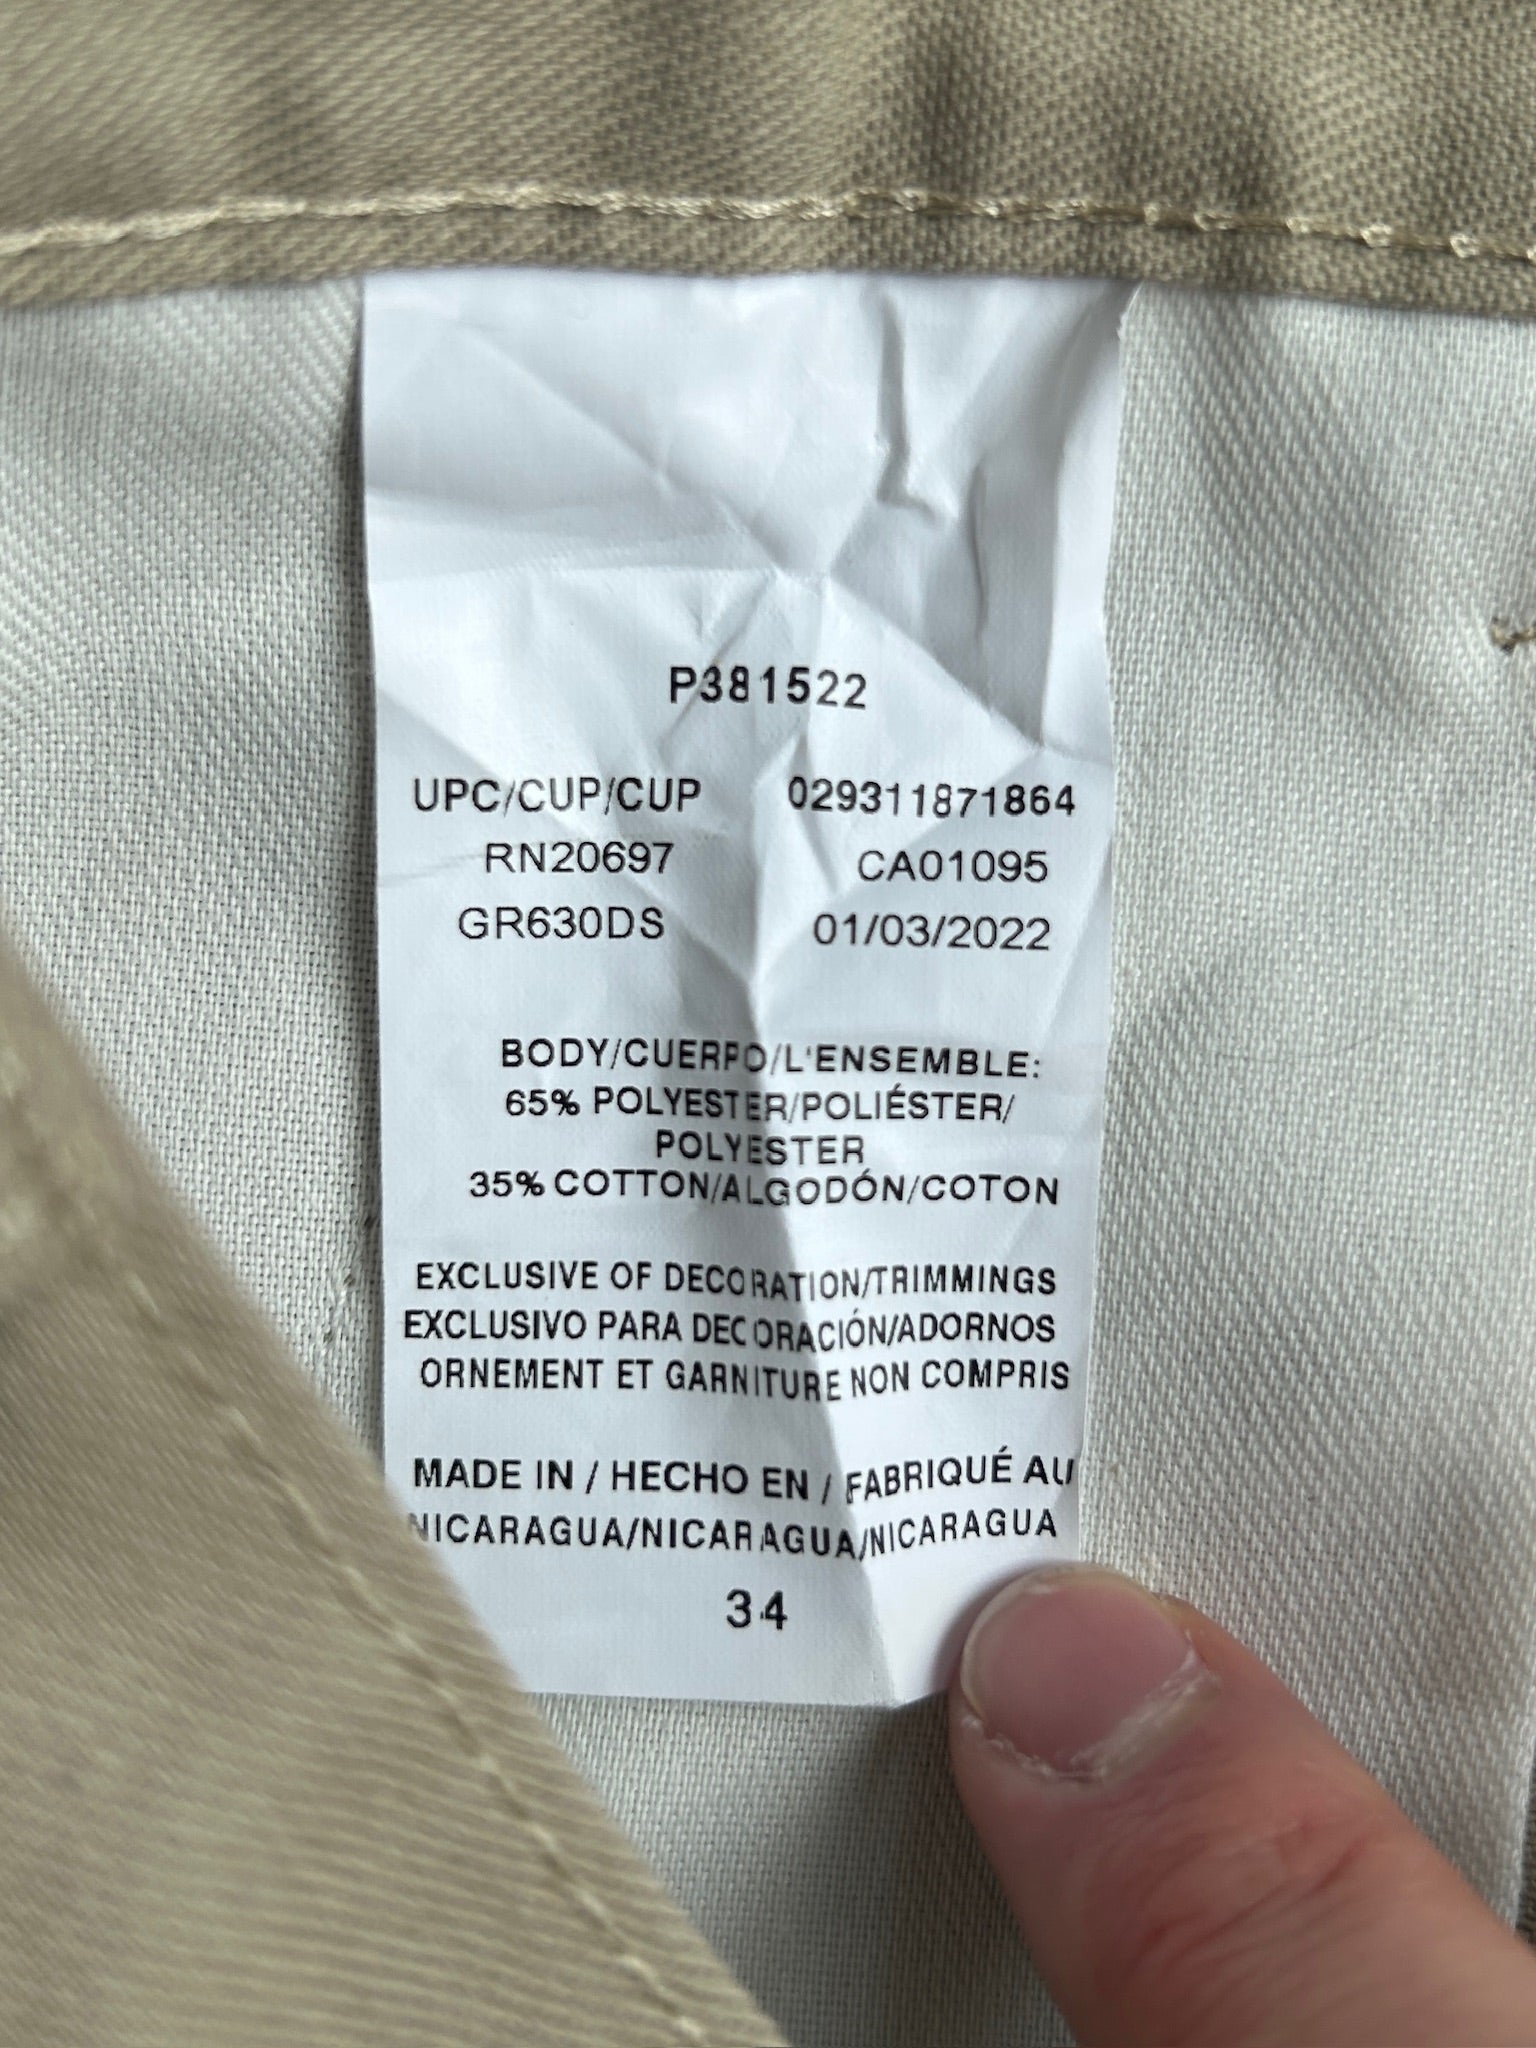 P381522
UPC/CUP/CUP 029311871864
RN20697 CA01095
GR630DS 01/03/2022
BODY/CUERPO/L'ENSEMBLE:
65% POLYESTER/POLIÉSTER/
POLYESTER
35% COTTON/ALGODÓN/COTON
EXCLUSIVE OF DECORATION/TRIMMINGS
EXCLUSIVO PARA DECORACIÓN/ADORNOS
ORNEMENT ET GARNITURE NON COMPRIS
MADE IN / HECHO EN / FABRIQUÉ AU
NICARAGUA/NICARAGUA/NICARAGUA
34